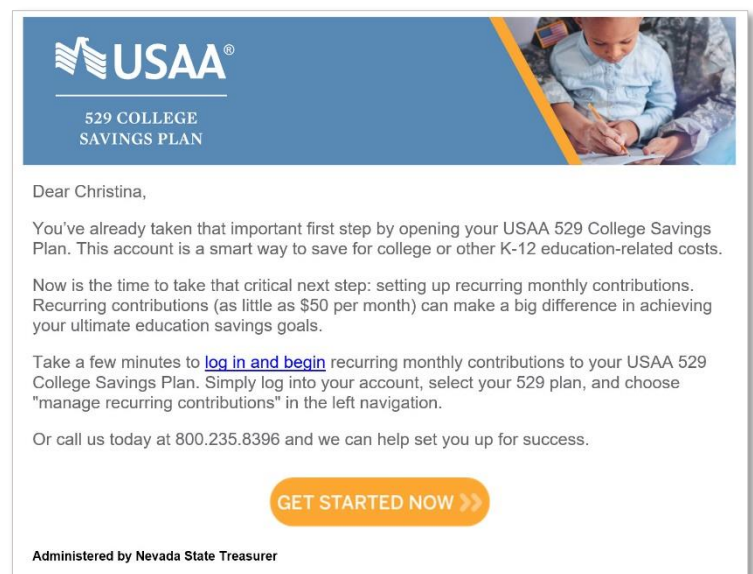 USAA®
529 COLLEGE
SAVINGS PLAN
Dear Christina,
You've already taken that important first step by opening your USAA 529 College Savings
Plan. This account is a smart way to save for college or other K-12 education-related costs.
Now is the time to take that critical next step: setting up recurring monthly contributions.
Recurring contributions (as little as $50 per month) can make a big difference in achieving
your ultimate education savings goals.
Take a few minutes to log in and begin recurring monthly contributions to your USAA 529
College Savings Plan. Simply log into your account, select your 529 plan, and choose
"manage recurring contributions" in the left navigation.
Or call us today at 800.235.8396 and we can help set you up for success.
GET STARTED NOW >>
Administered by Nevada State Treasurer